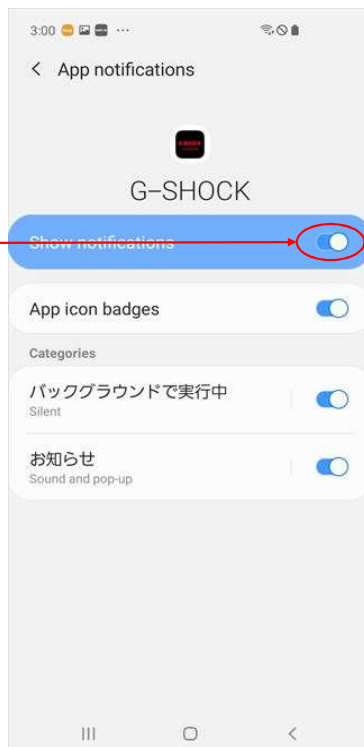 3:00
App notifications
G-SHOCK
Show notifications
App icon badges
Categories
バックグラウンドで実行中
Silent
お知らせ
Sound and pop-up